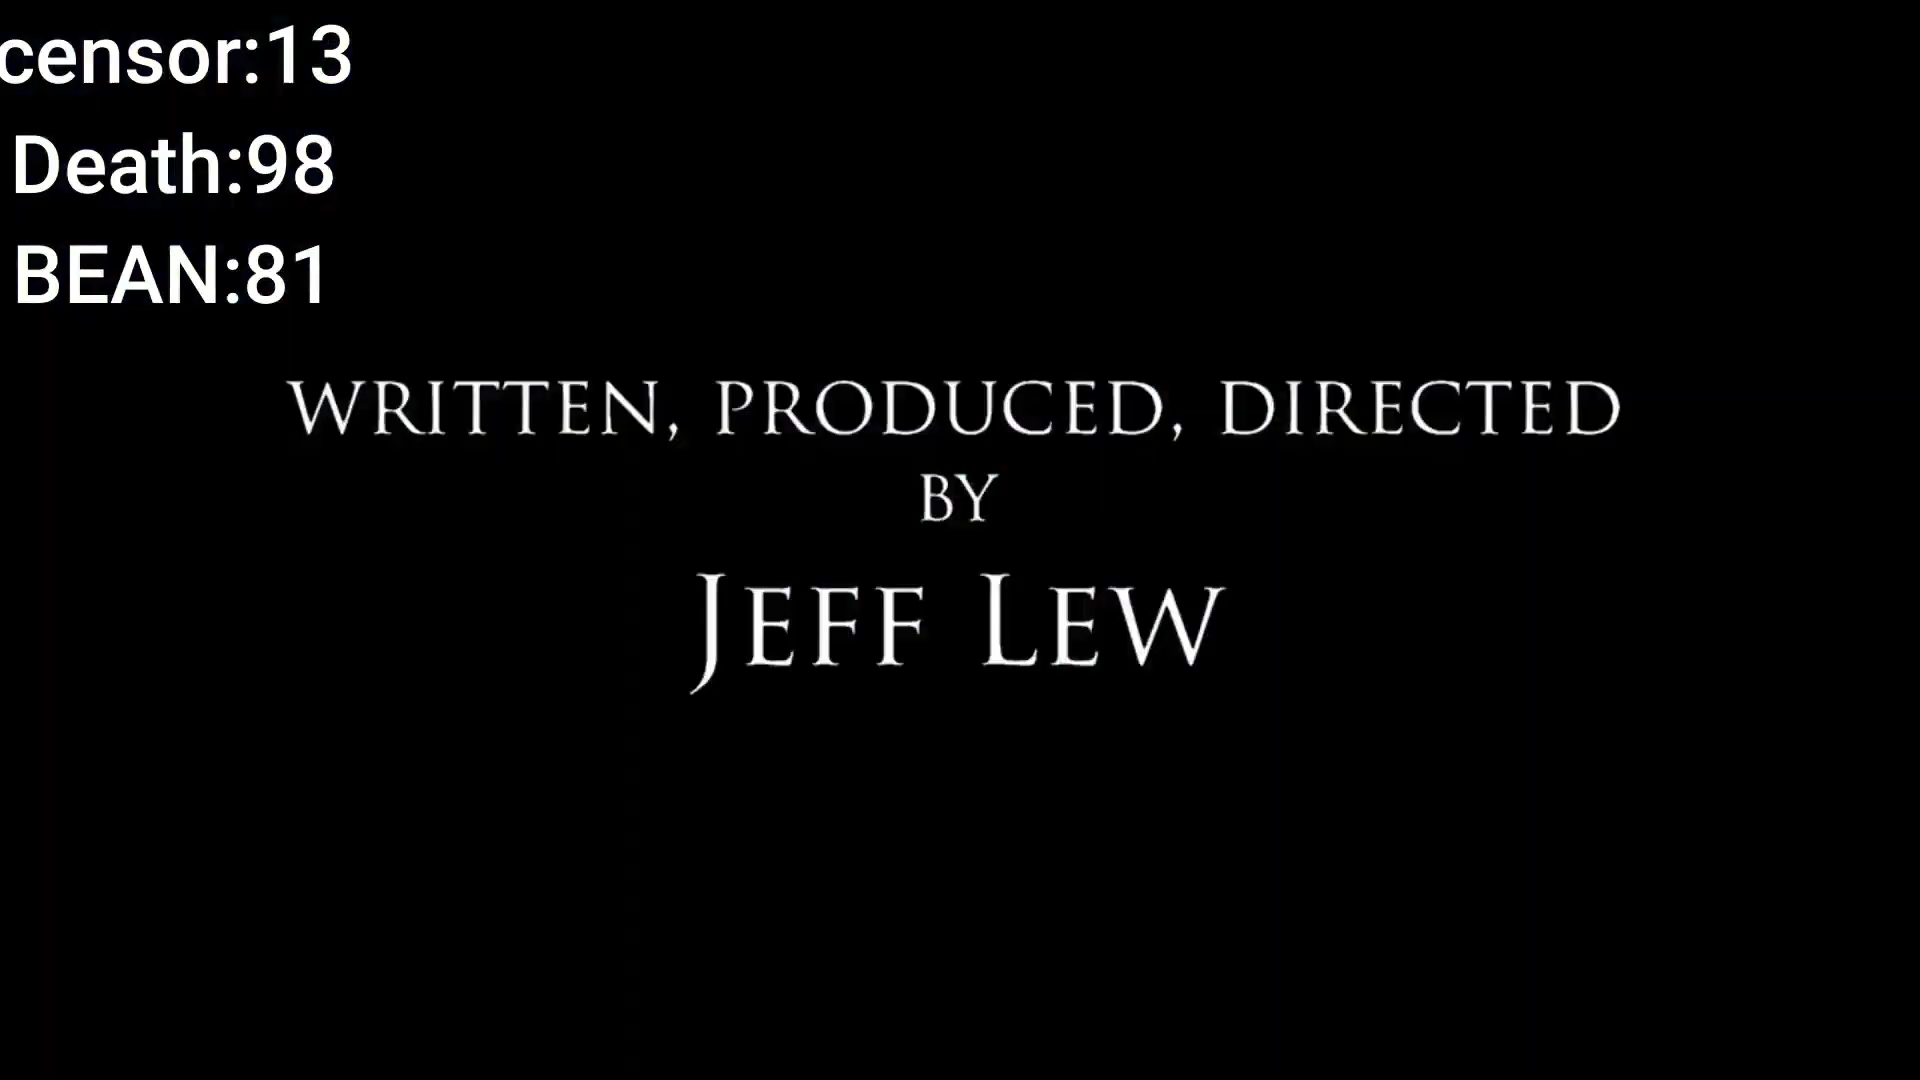 censor:13
Death:98
BEAN:81
WRITTEN, PRODUCED, DIRECTED
BY
JEFF LEW